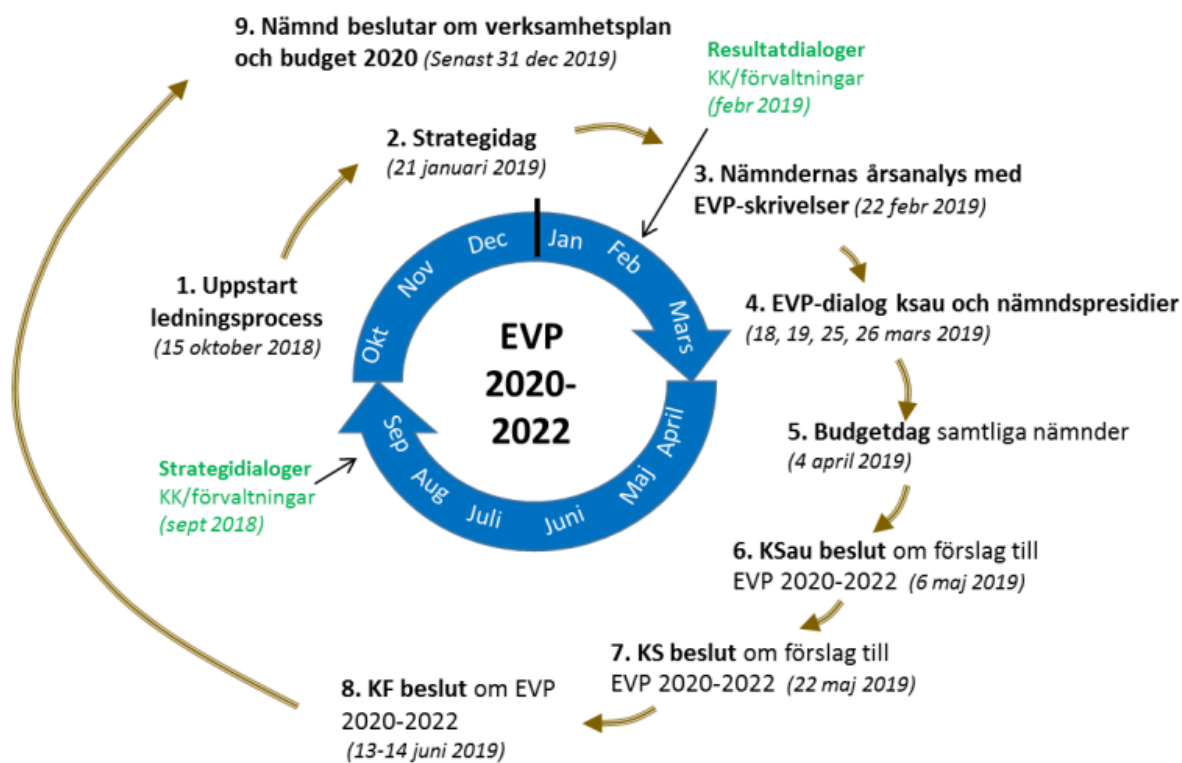 9. Nämnd beslutar om verksamhetsplan
och budget 2020 (Senast 31 dec 2019)
Resultatdialoger
KK/förvaltningar
(febr 2019)
2. Strategidag
(21 januari 2019)
3. Nämndernas årsanalys med
EVP-skrivelser (22 febr 2019)
1. Uppstart
ledningsprocess
(15 oktober 2018)
4. EVP-dialog ksau och nämndspresidier
(18, 19, 25, 26 mars 2019)
5. Budgetdag samtliga nämnder
(4 april 2019)
Strategidialoger
KK/förvaltningar
(sept 2018)
6. KSau beslut om förslag till
EVP 2020-2022 (6 maj 2019)
7. KS beslut om förslag till
EVP 2020-2022 (22 maj 2019)
8. KF beslut om EVP
2020-2022
(13-14 juni 2019)
Jan
Feb
Mars
April
Maj
Juni
Juli
Aug
Sep
Okt
Nov
Dec
EVP
2020-
2022